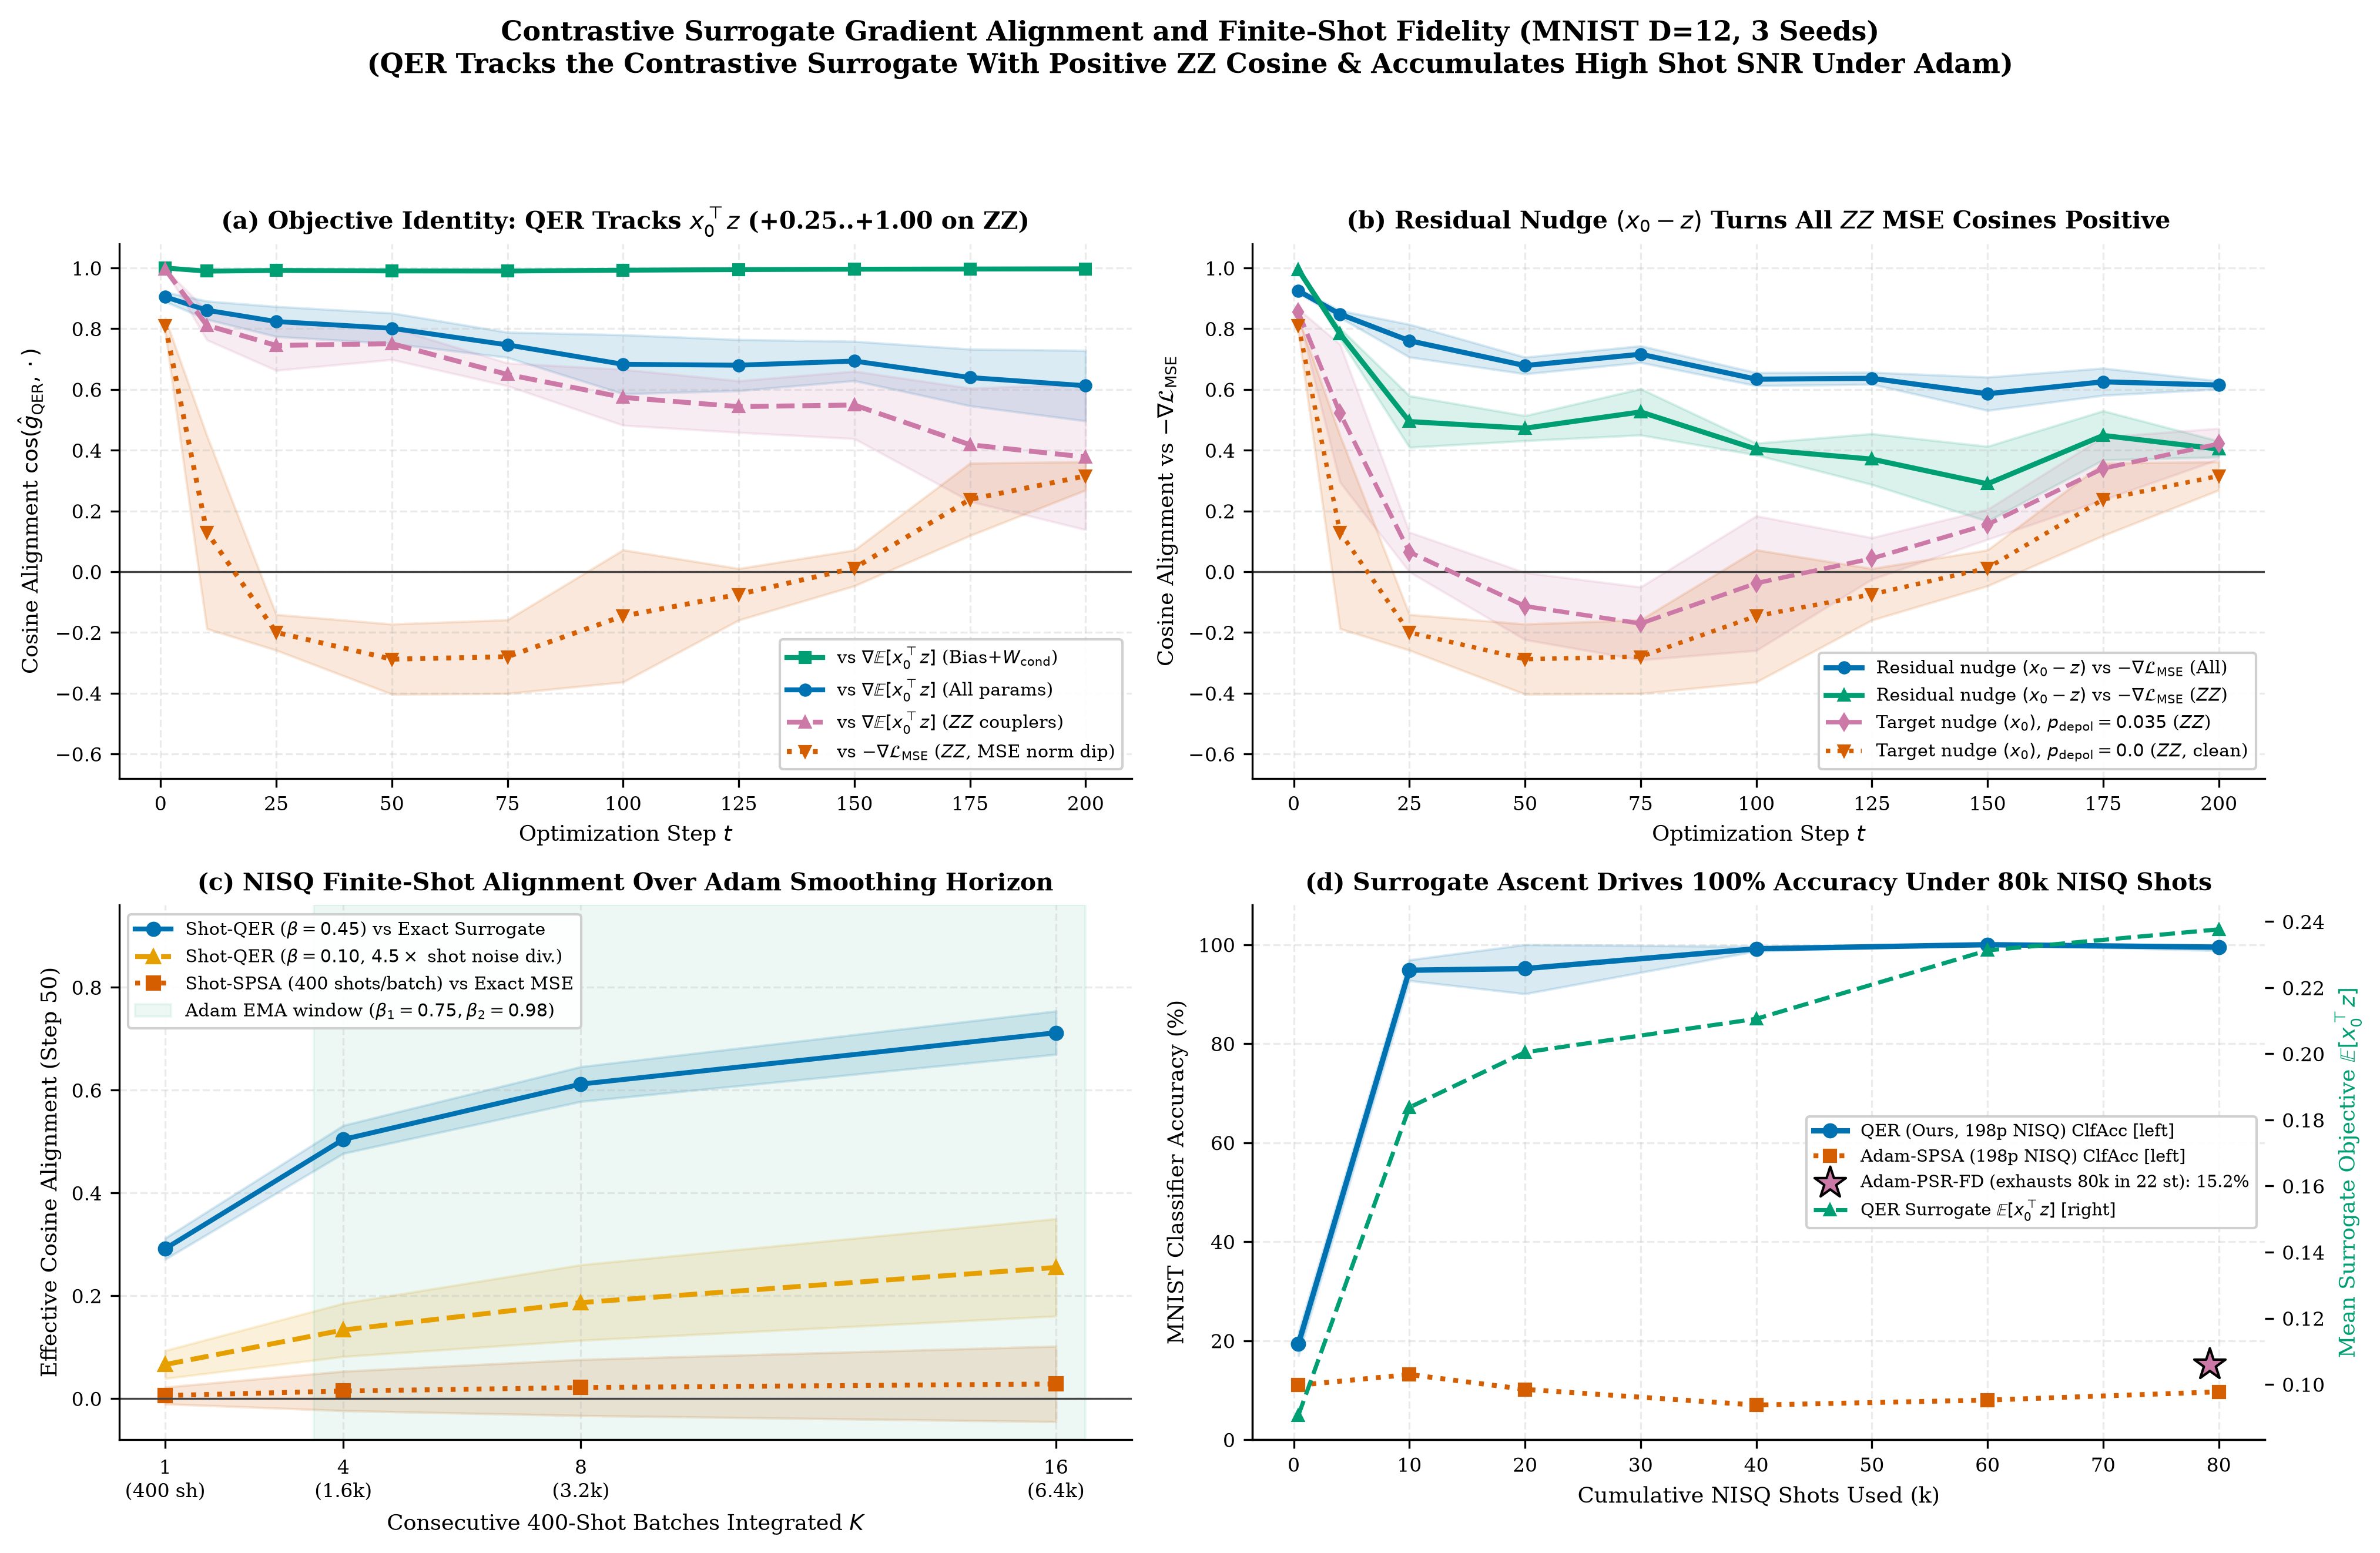 Contrastive Surrogate Gradient Alignment and Finite-Shot Fidelity (MNIST D=12, 3 Seeds)
(QER Tracks the Contrastive Surrogate With Positive ZZ Cosine & Accumulates High Shot SNR Under Adam)
(a) Objective Identity: QER Tracks x₀⊤z (+0.25..+1.00 on ZZ)
Cosine Alignment cos(ĝ_QER, · )
1.0
0.8
0.6
0.4
0.2
0.0
−0.2
−0.4
−0.6
vs ∇𝔼[x₀⊤z] (Bias+W_cond)
vs ∇𝔼[x₀⊤z] (All params)
vs ∇𝔼[x₀⊤z] (ZZ couplers)
vs −∇ℒ_MSE (ZZ, MSE norm dip)
0 25 50 75 100 125 150 175 200
Optimization Step t
(b) Residual Nudge (x₀ − z) Turns All ZZ MSE Cosines Positive
Cosine Alignment vs −∇ℒ_MSE
1.0
0.8
0.6
0.4
0.2
0.0
−0.2
−0.4
−0.6
Residual nudge (x₀ − z) vs −∇ℒ_MSE (All)
Residual nudge (x₀ − z) vs −∇ℒ_MSE (ZZ)
Target nudge (x₀), p_depol = 0.035 (ZZ)
Target nudge (x₀), p_depol = 0.0 (ZZ, clean)
0 25 50 75 100 125 150 175 200
Optimization Step t
(c) NISQ Finite-Shot Alignment Over Adam Smoothing Horizon
Effective Cosine Alignment (Step 50)
Shot-QER (β = 0.45) vs Exact Surrogate
Shot-QER (β = 0.10, 4.5× shot noise div.)
Shot-SPSA (400 shots/batch) vs Exact MSE
Adam EMA window (β₁ = 0.75, β₂ = 0.98)
0.8
0.6
0.4
0.2
0.0
1 4 8 16
(400 sh) (1.6k) (3.2k) (6.4k)
Consecutive 400-Shot Batches Integrated K
(d) Surrogate Ascent Drives 100% Accuracy Under 80k NISQ Shots
MNIST Classifier Accuracy (%)
100
80
60
40
20
0
QER (Ours, 198p NISQ) ClfAcc [left]
Adam-SPSA (198p NISQ) ClfAcc [left]
Adam-PSR-FD (exhausts 80k in 22 st): 15.2%
QER Surrogate 𝔼[x₀⊤z] [right]
0.24
0.22
0.20
0.18
0.16
0.14
0.12
0.10
Mean Surrogate Objective 𝔼[x₀⊤z]
0 10 20 30 40 50 60 70 80
Cumulative NISQ Shots Used (k)